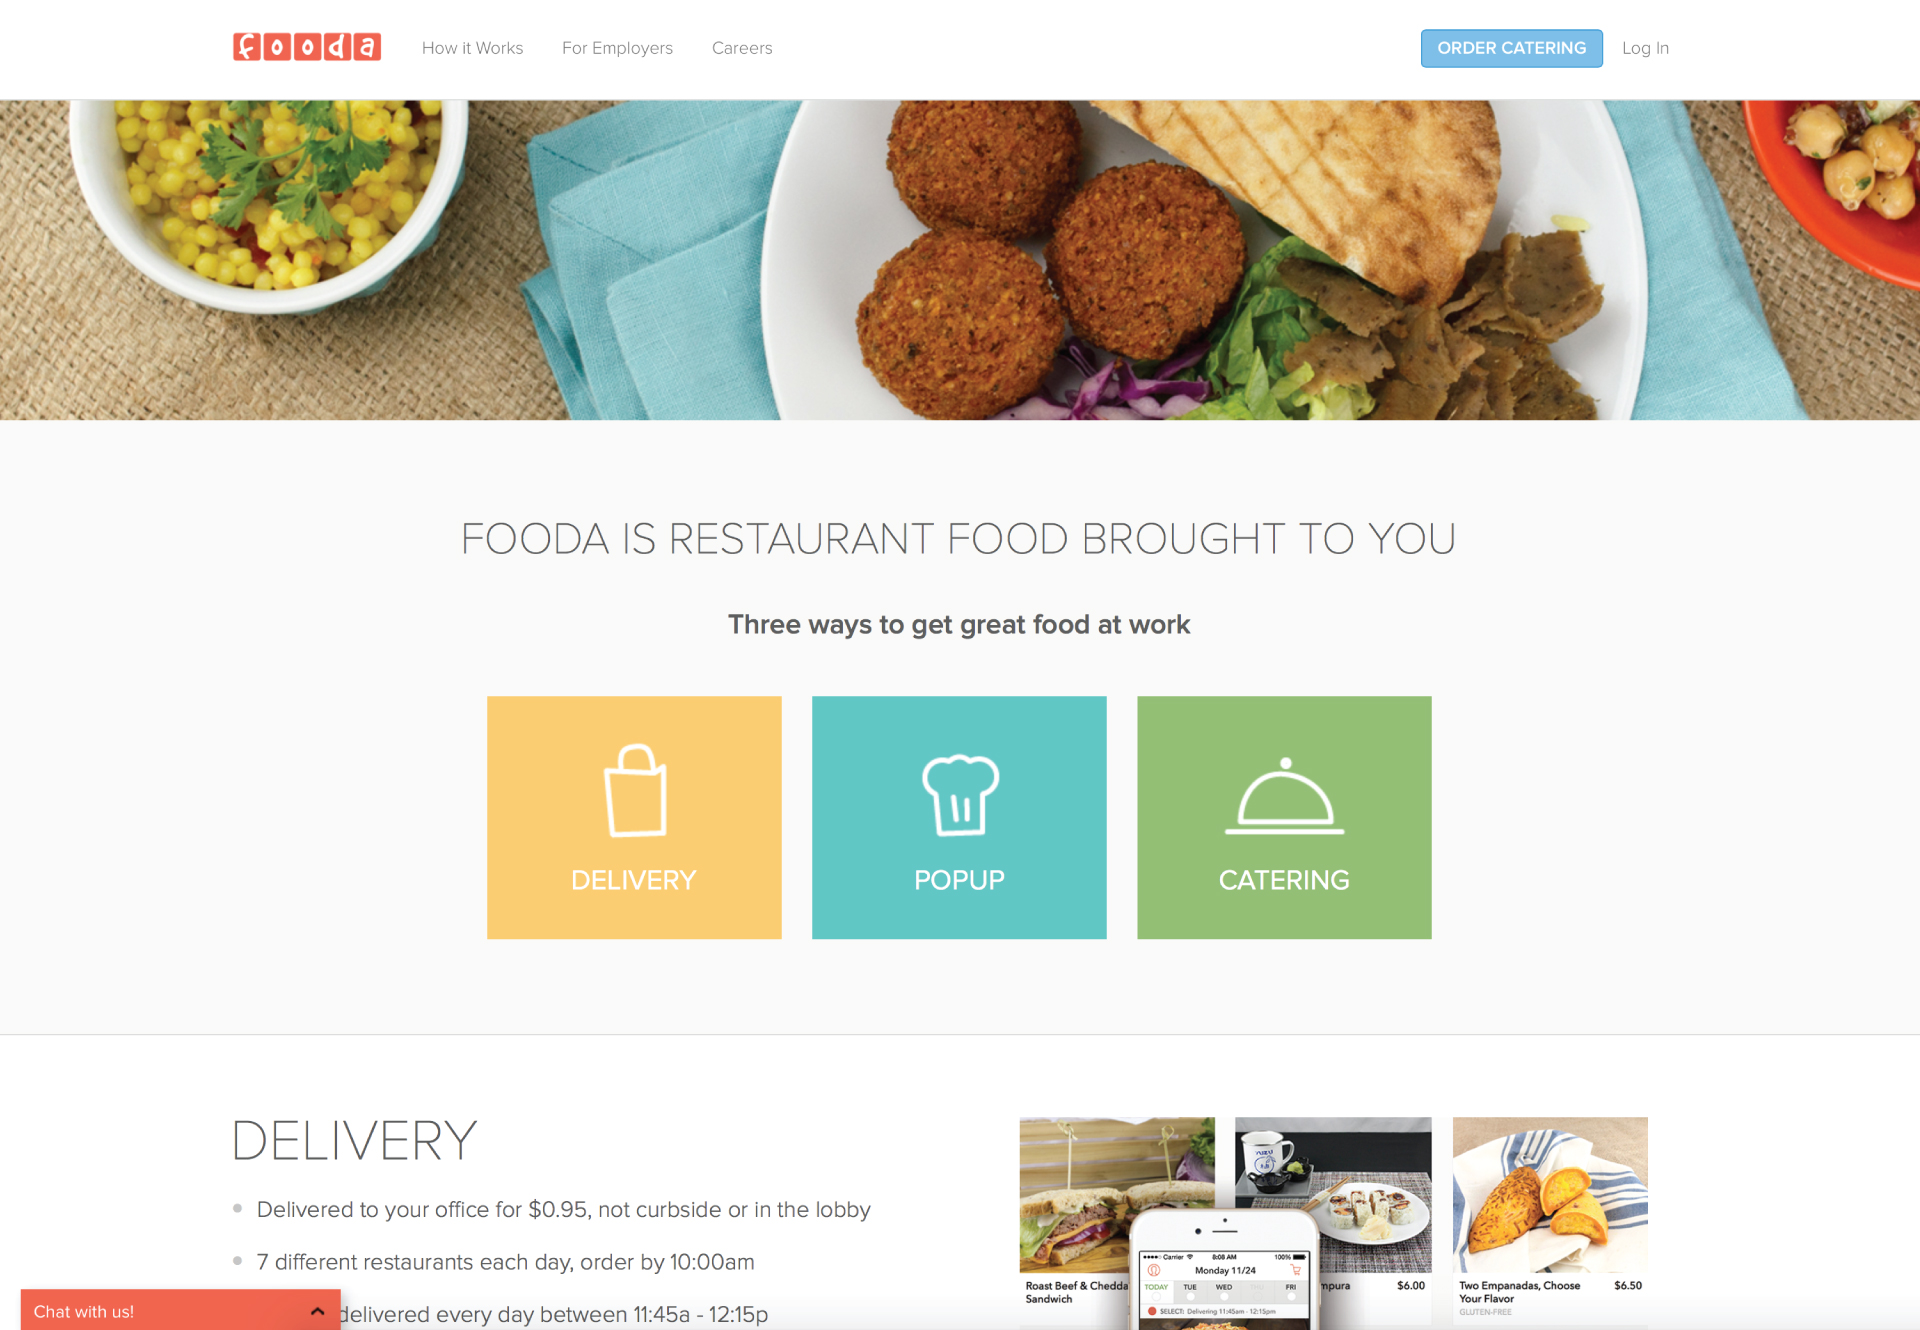 fooda
How it Works
For Employers
Careers
ORDER CATERING
Log In
FOODA IS RESTAURANT FOOD BROUGHT TO YOU
Three ways to get great food at work
DELIVERY
POPUP
CATERING
DELIVERY
Delivered to your office for $0.95, not curbside or in the lobby
7 different restaurants each day, order by 10:00am
delivered every day between 11:45a - 12:15p
Chat with us!
YUZU
Carrier 8:08 AM 100%
Monday 11/24
TODAY TUE WED THU FRI
SELECT: Delivering 11:45am - 12:15pm
Roast Beef & Chedda
Sandwich
mpura $6.00
Two Empanadas, Choose $6.50
Your Flavor
GLUTEN-FREE